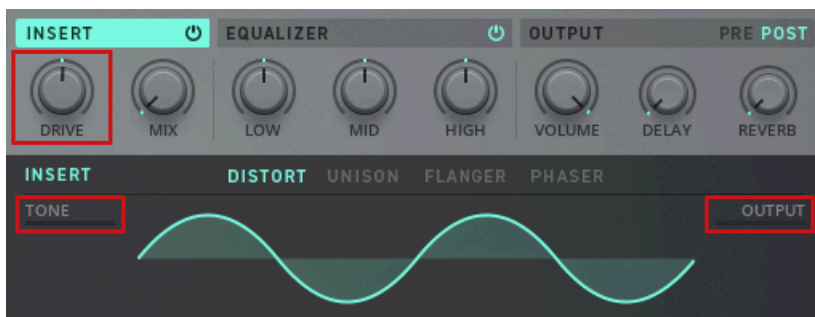 INSERT EQUALIZER OUTPUT PRE POST
DRIVE MIX LOW MID HIGH VOLUME DELAY REVERB
INSERT DISTORT UNISON FLANGER PHASER
TONE OUTPUT